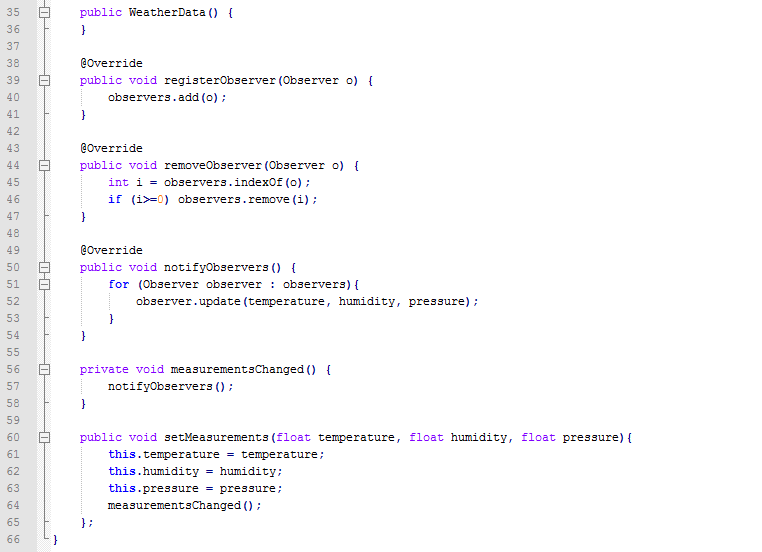 35 public WeatherData() {
36 }
37
38 @Override
39 public void registerObserver(Observer o) {
40 observers.add(o);
41 }
42
43 @Override
44 public void removeObserver(Observer o) {
45 int i = observers.indexOf(o);
46 if (i>=0) observers.remove(i);
47 }
48
49 @Override
50 public void notifyObservers() {
51 for (Observer observer : observers){
52 observer.update(temperature, humidity, pressure);
53 }
54 }
55
56 private void measurementsChanged() {
57 notifyObservers();
58 }
59
60 public void setMeasurements(float temperature, float humidity, float pressure){
61 this.temperature = temperature;
62 this.humidity = humidity;
63 this.pressure = pressure;
64 measurementsChanged();
65 };
66 }